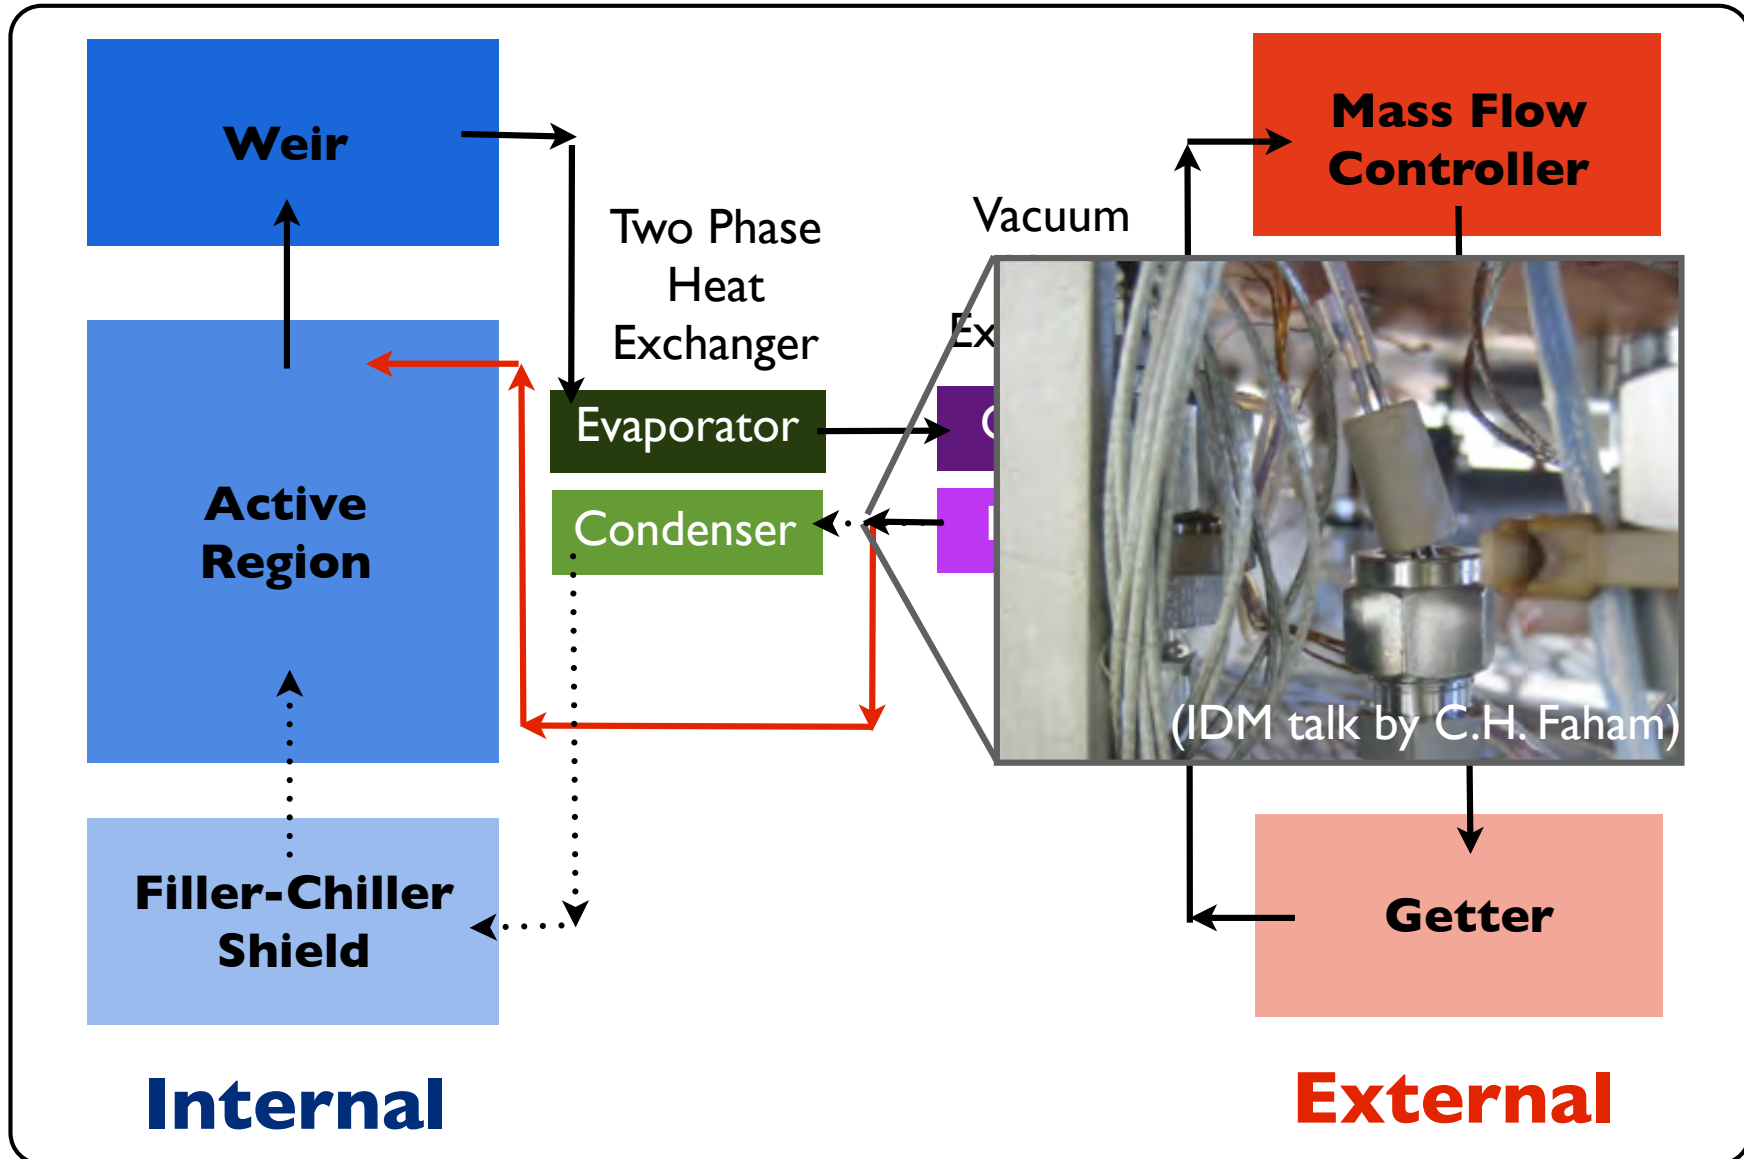 Weir
Active
Region
Filler-Chiller
Shield
Internal
Two Phase
Heat
Exchanger
Evaporator
Condenser
Vacuum
Mass Flow
Controller
(IDM talk by C.H. Faham)
Getter
External